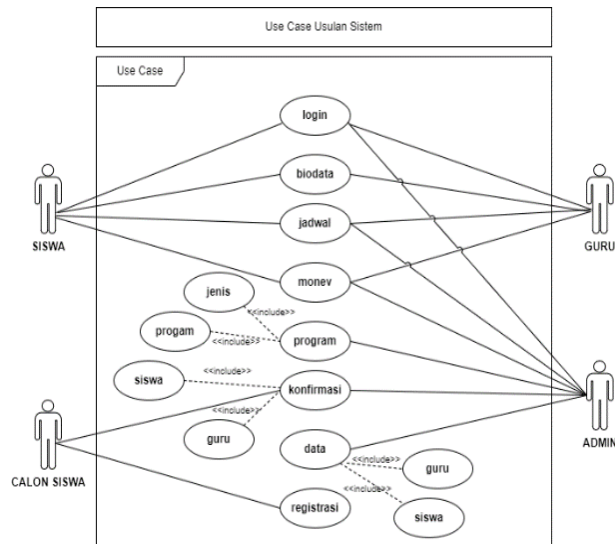 Use Case Usulan Sistem
Use Case
login
biodata
SISWA
GURU
jadwal
monev
jenis
<<include>>
progam
<<include>>
program
siswa
<<include>>
konfirmasi
<<include>>
guru
CALON SISWA
ADMIN
data
<<include>>
guru
<<include>>
registrasi
siswa